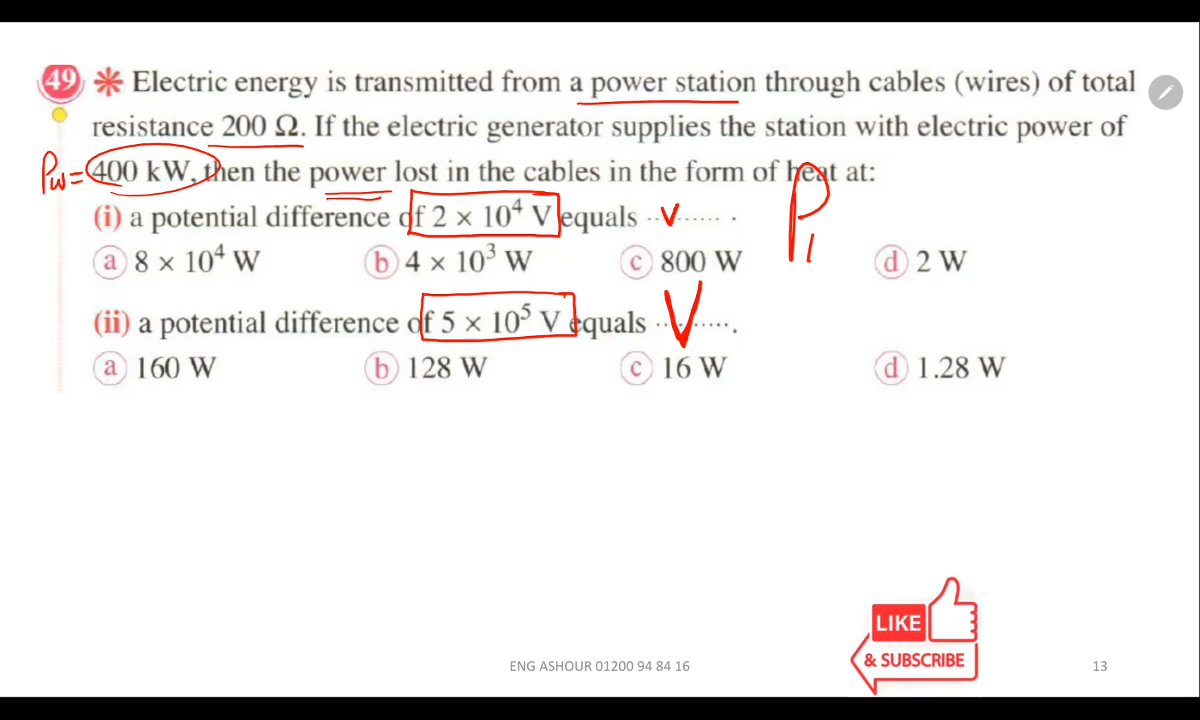 49 * Electric energy is transmitted from a power station through cables (wires) of total
resistance 200 Ω. If the electric generator supplies the station with electric power of
Pw= 400 kW, then the power lost in the cables in the form of heat at:
(i) a potential difference of 2 × 10⁴ V equals ········· . P₁
a 8 × 10⁴ W b 4 × 10³ W c 800 W d 2 W
(ii) a potential difference of 5 × 10⁵ V equals ··········.
a 160 W b 128 W c 16 W d 1.28 W
LIKE
& SUBSCRIBE
ENG ASHOUR 01200 94 84 16 13